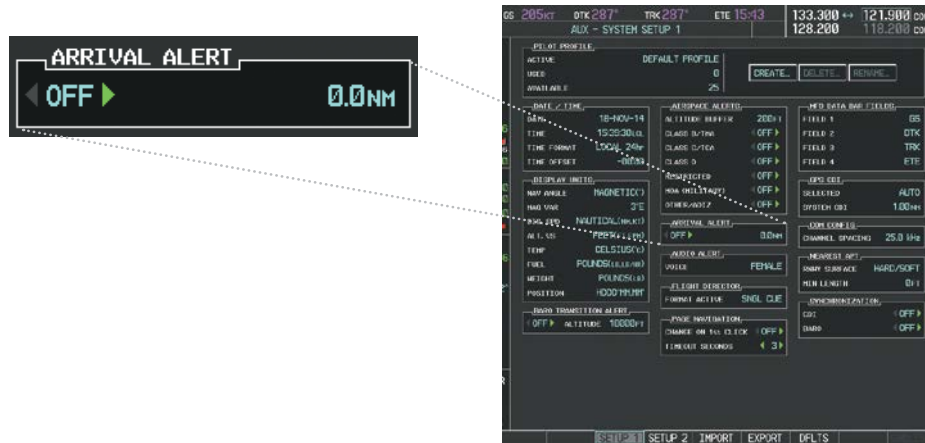 ARRIVAL ALERT
OFF 0.0NM
GS 205KT DTK 287° TRK 287° ETE 15:43 133.300 ↔ 121.900 CO
AUX - SYSTEM SETUP 1 128.200 118.200 CO
PILOT PROFILE
ACTIVE DEFAULT PROFILE
USED 0 CREATE… DELETE… RENAME…
AVAILABLE 25
DATE / TIME
DATE 18-NOV-14
TIME 15:39:30LCL
TIME FORMAT LOCAL 24hr
TIME OFFSET -00:00
DISPLAY UNITS
NAV ANGLE MAGNETIC(°)
MAG VAR 3°E
NAUTICAL(NM,KT)
ALT, VS
TEMP CELSIUS(°C)
FUEL POUNDS(LB,LB/HR)
WEIGHT POUNDS(LB)
POSITION HDDD°MM.MM'
BARO TRANSITION ALERT
OFF ALTITUDE 18000FT
AIRSPACE ALERTS
ALTITUDE BUFFER 200FT
CLASS B/TMA OFF
CLASS C/TCA OFF
CLASS D OFF
RESTRICTED OFF
MOA (MILITARY) OFF
OTHER/ADIZ OFF
ARRIVAL ALERT
OFF 0.0NM
AUDIO ALERT
VOICE FEMALE
FLIGHT DIRECTOR
FORMAT ACTIVE SNGL CUE
PAGE NAVIGATION
CHANGE ON 1st CLICK OFF
TIMEOUT SECONDS 3
MFD DATA BAR FIELDS
FIELD 1 GS
FIELD 2 DTK
FIELD 3 TRK
FIELD 4 ETE
GPS CDI
SELECTED AUTO
SYSTEM CDI 1.00NM
COM CONFIG
CHANNEL SPACING 25.0 kHz
NEAREST APT
RNWY SURFACE HARD/SOFT
MIN LENGTH 0FT
SYNCHRONIZATION
CDI OFF
BARO OFF
SETUP 1 SETUP 2 IMPORT EXPORT DFLTS